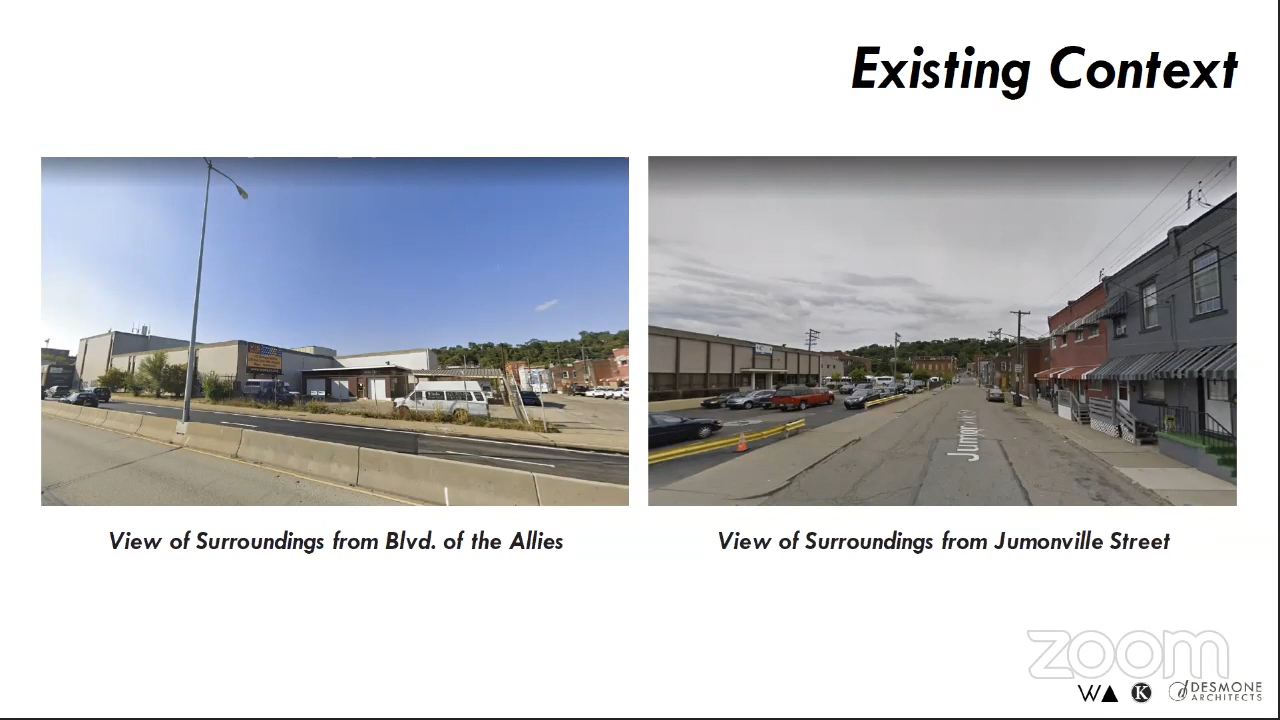 Existing Context
View of Surroundings from Blvd. of the Allies
View of Surroundings from Jumonville Street
zoom
WA
K
d DESMONE
ARCHITECTS